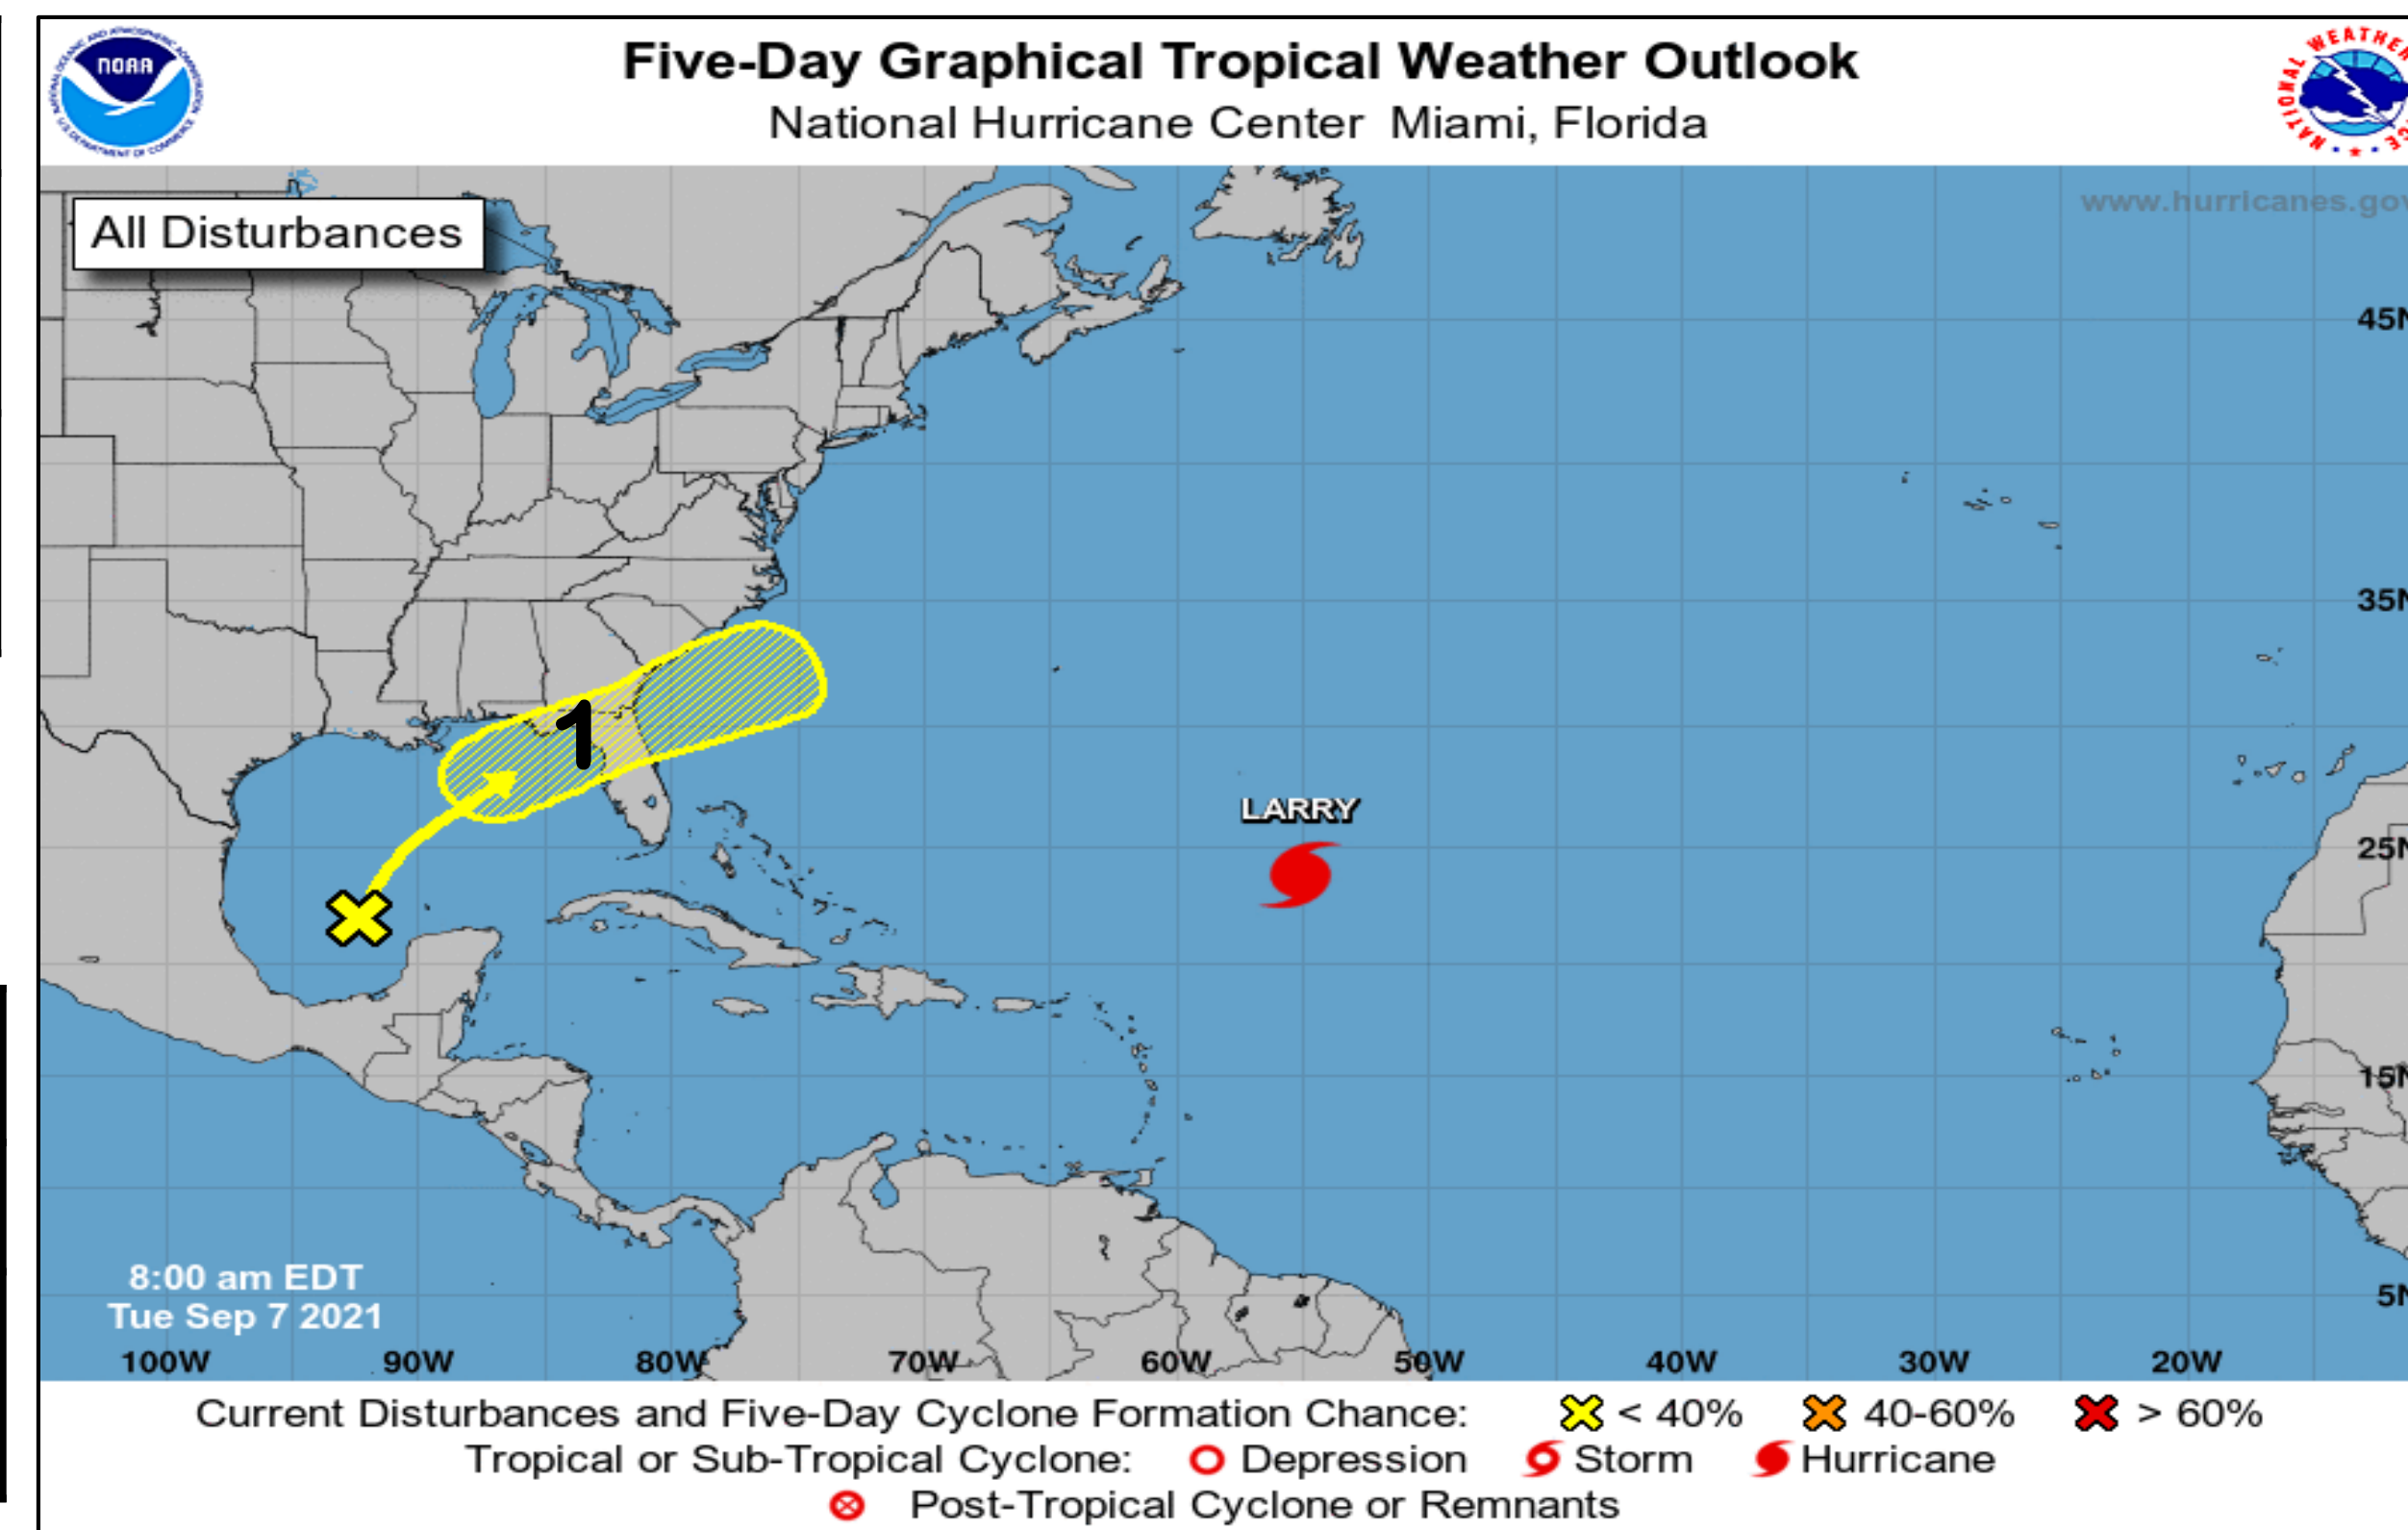 Five-Day Graphical Tropical Weather Outlook
National Hurricane Center Miami, Florida
NOAA
NATIONAL WEATHER
All Disturbances
www.hurricanes.gov
45N
35N
1
LARRY
25N
15N
8:00 am EDT
Tue Sep 7 2021
5N
100W 90W 80W 70W 60W 50W 40W 30W 20W
Current Disturbances and Five-Day Cyclone Formation Chance: < 40% 40-60% > 60%
Tropical or Sub-Tropical Cyclone: Depression Storm Hurricane
Post-Tropical Cyclone or Remnants